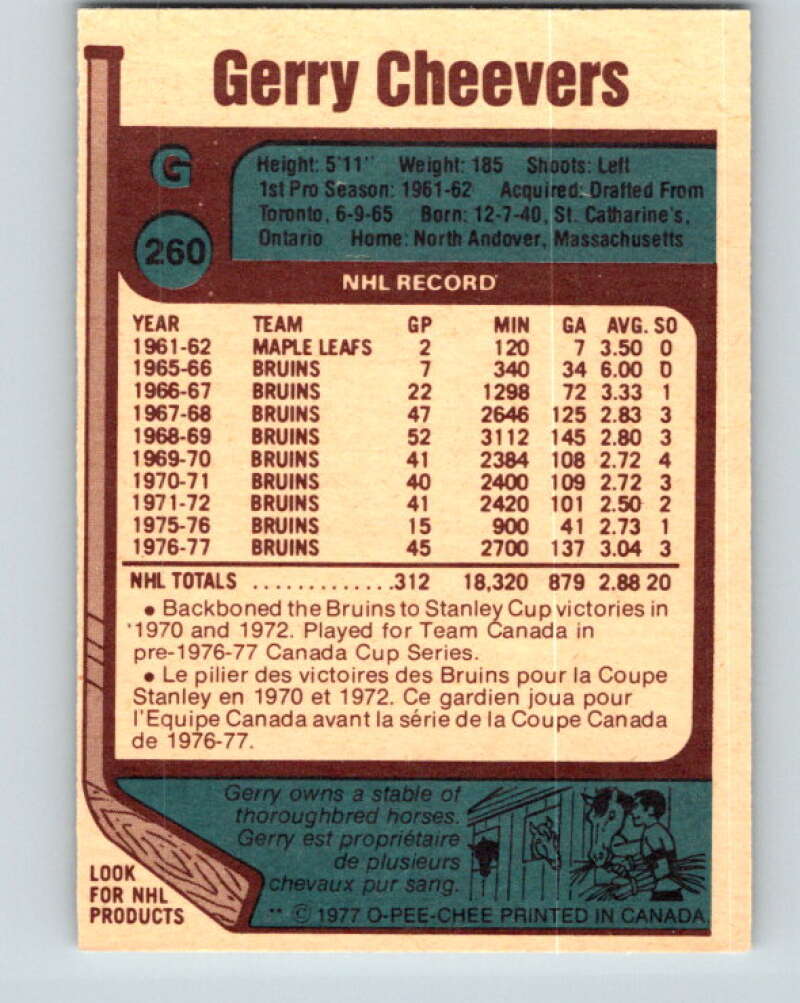 Gerry Cheevers
G
260
Height: 5'11" Weight: 185 Shoots: Left
1st Pro Season: 1961-62 Acquired: Drafted From
Toronto, 6-9-65 Born: 12-7-40, St. Catharine's,
Ontario Home: North Andover, Massachusetts
NHL RECORD
YEAR TEAM GP MIN GA AVG. SO
1961-62 MAPLE LEAFS 2 120 7 3.50 0
1965-66 BRUINS 7 340 34 6.00 0
1966-67 BRUINS 22 1298 72 3.33 1
1967-68 BRUINS 47 2646 125 2.83 3
1968-69 BRUINS 52 3112 145 2.80 3
1969-70 BRUINS 41 2384 108 2.72 4
1970-71 BRUINS 40 2400 109 2.72 3
1971-72 BRUINS 41 2420 101 2.50 2
1975-76 BRUINS 15 900 41 2.73 1
1976-77 BRUINS 45 2700 137 3.04 3
NHL TOTALS .............312 18,320 879 2.88 20
• Backboned the Bruins to Stanley Cup victories in
1970 and 1972. Played for Team Canada in
pre-1976-77 Canada Cup Series.
• Le pilier des victoires des Bruins pour la Coupe
Stanley en 1970 et 1972. Ce gardien joua pour
l'Equipe Canada avant la série de la Coupe Canada
de 1976-77.
Gerry owns a stable of
thoroughbred horses.
Gerry est propriétaire
de plusieurs
chevaux pur sang.
LOOK
FOR NHL
PRODUCTS
** © 1977 O-PEE-CHEE PRINTED IN CANADA